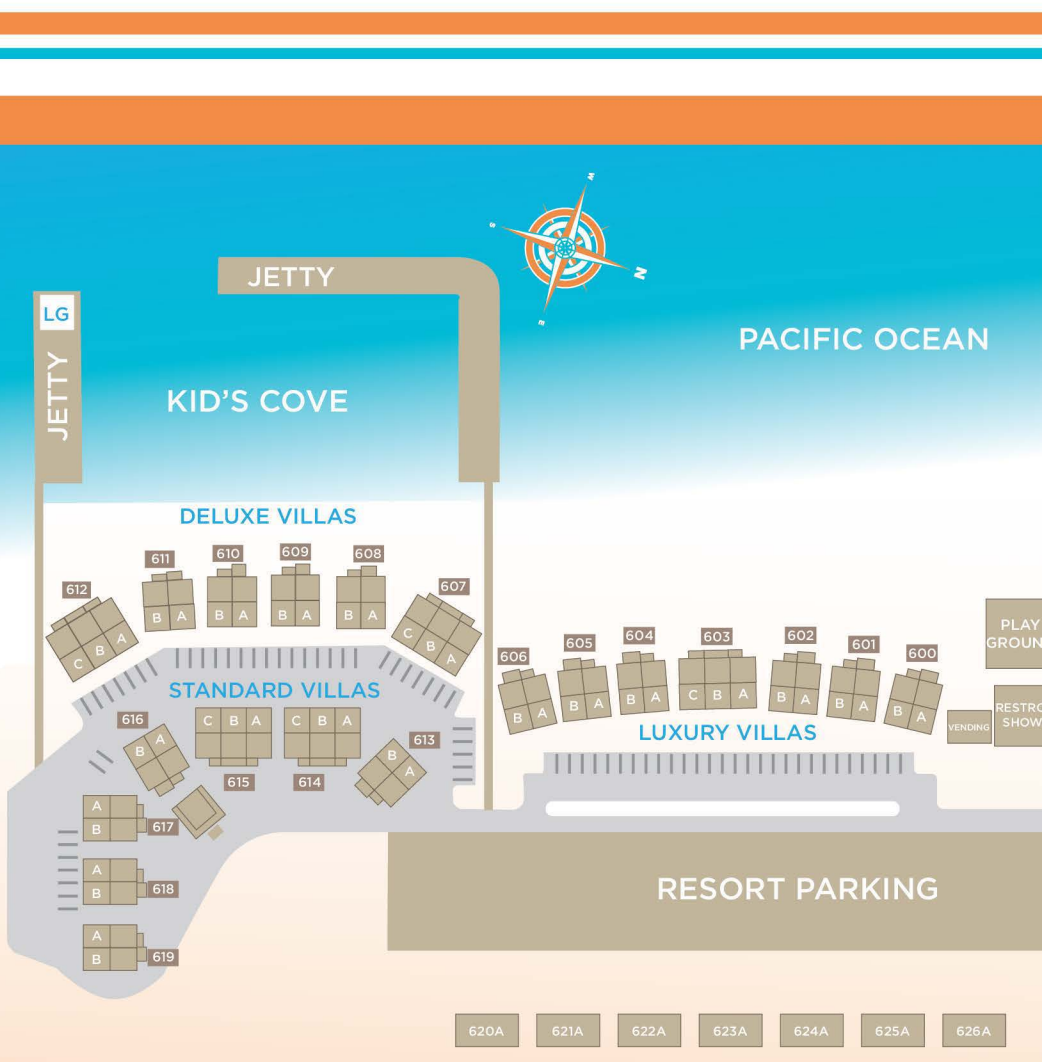 W
S
N
E
JETTY
LG
JETTY
PACIFIC OCEAN
KID'S COVE
DELUXE VILLAS
612
611
610
609
608
607
C B A
B A
B A
B A
B A
C B A
606
605
604
603
602
601
600
B A
B A
B A
C B A
B A
B A
B A
PLAY
GROUN
RESTRO
SHOW
VENDING
LUXURY VILLAS
STANDARD VILLAS
616
B A
C B A
615
C B A
614
613
B A
A
B
617
A
B
618
A
B
619
RESORT PARKING
620A
621A
622A
623A
624A
625A
626A